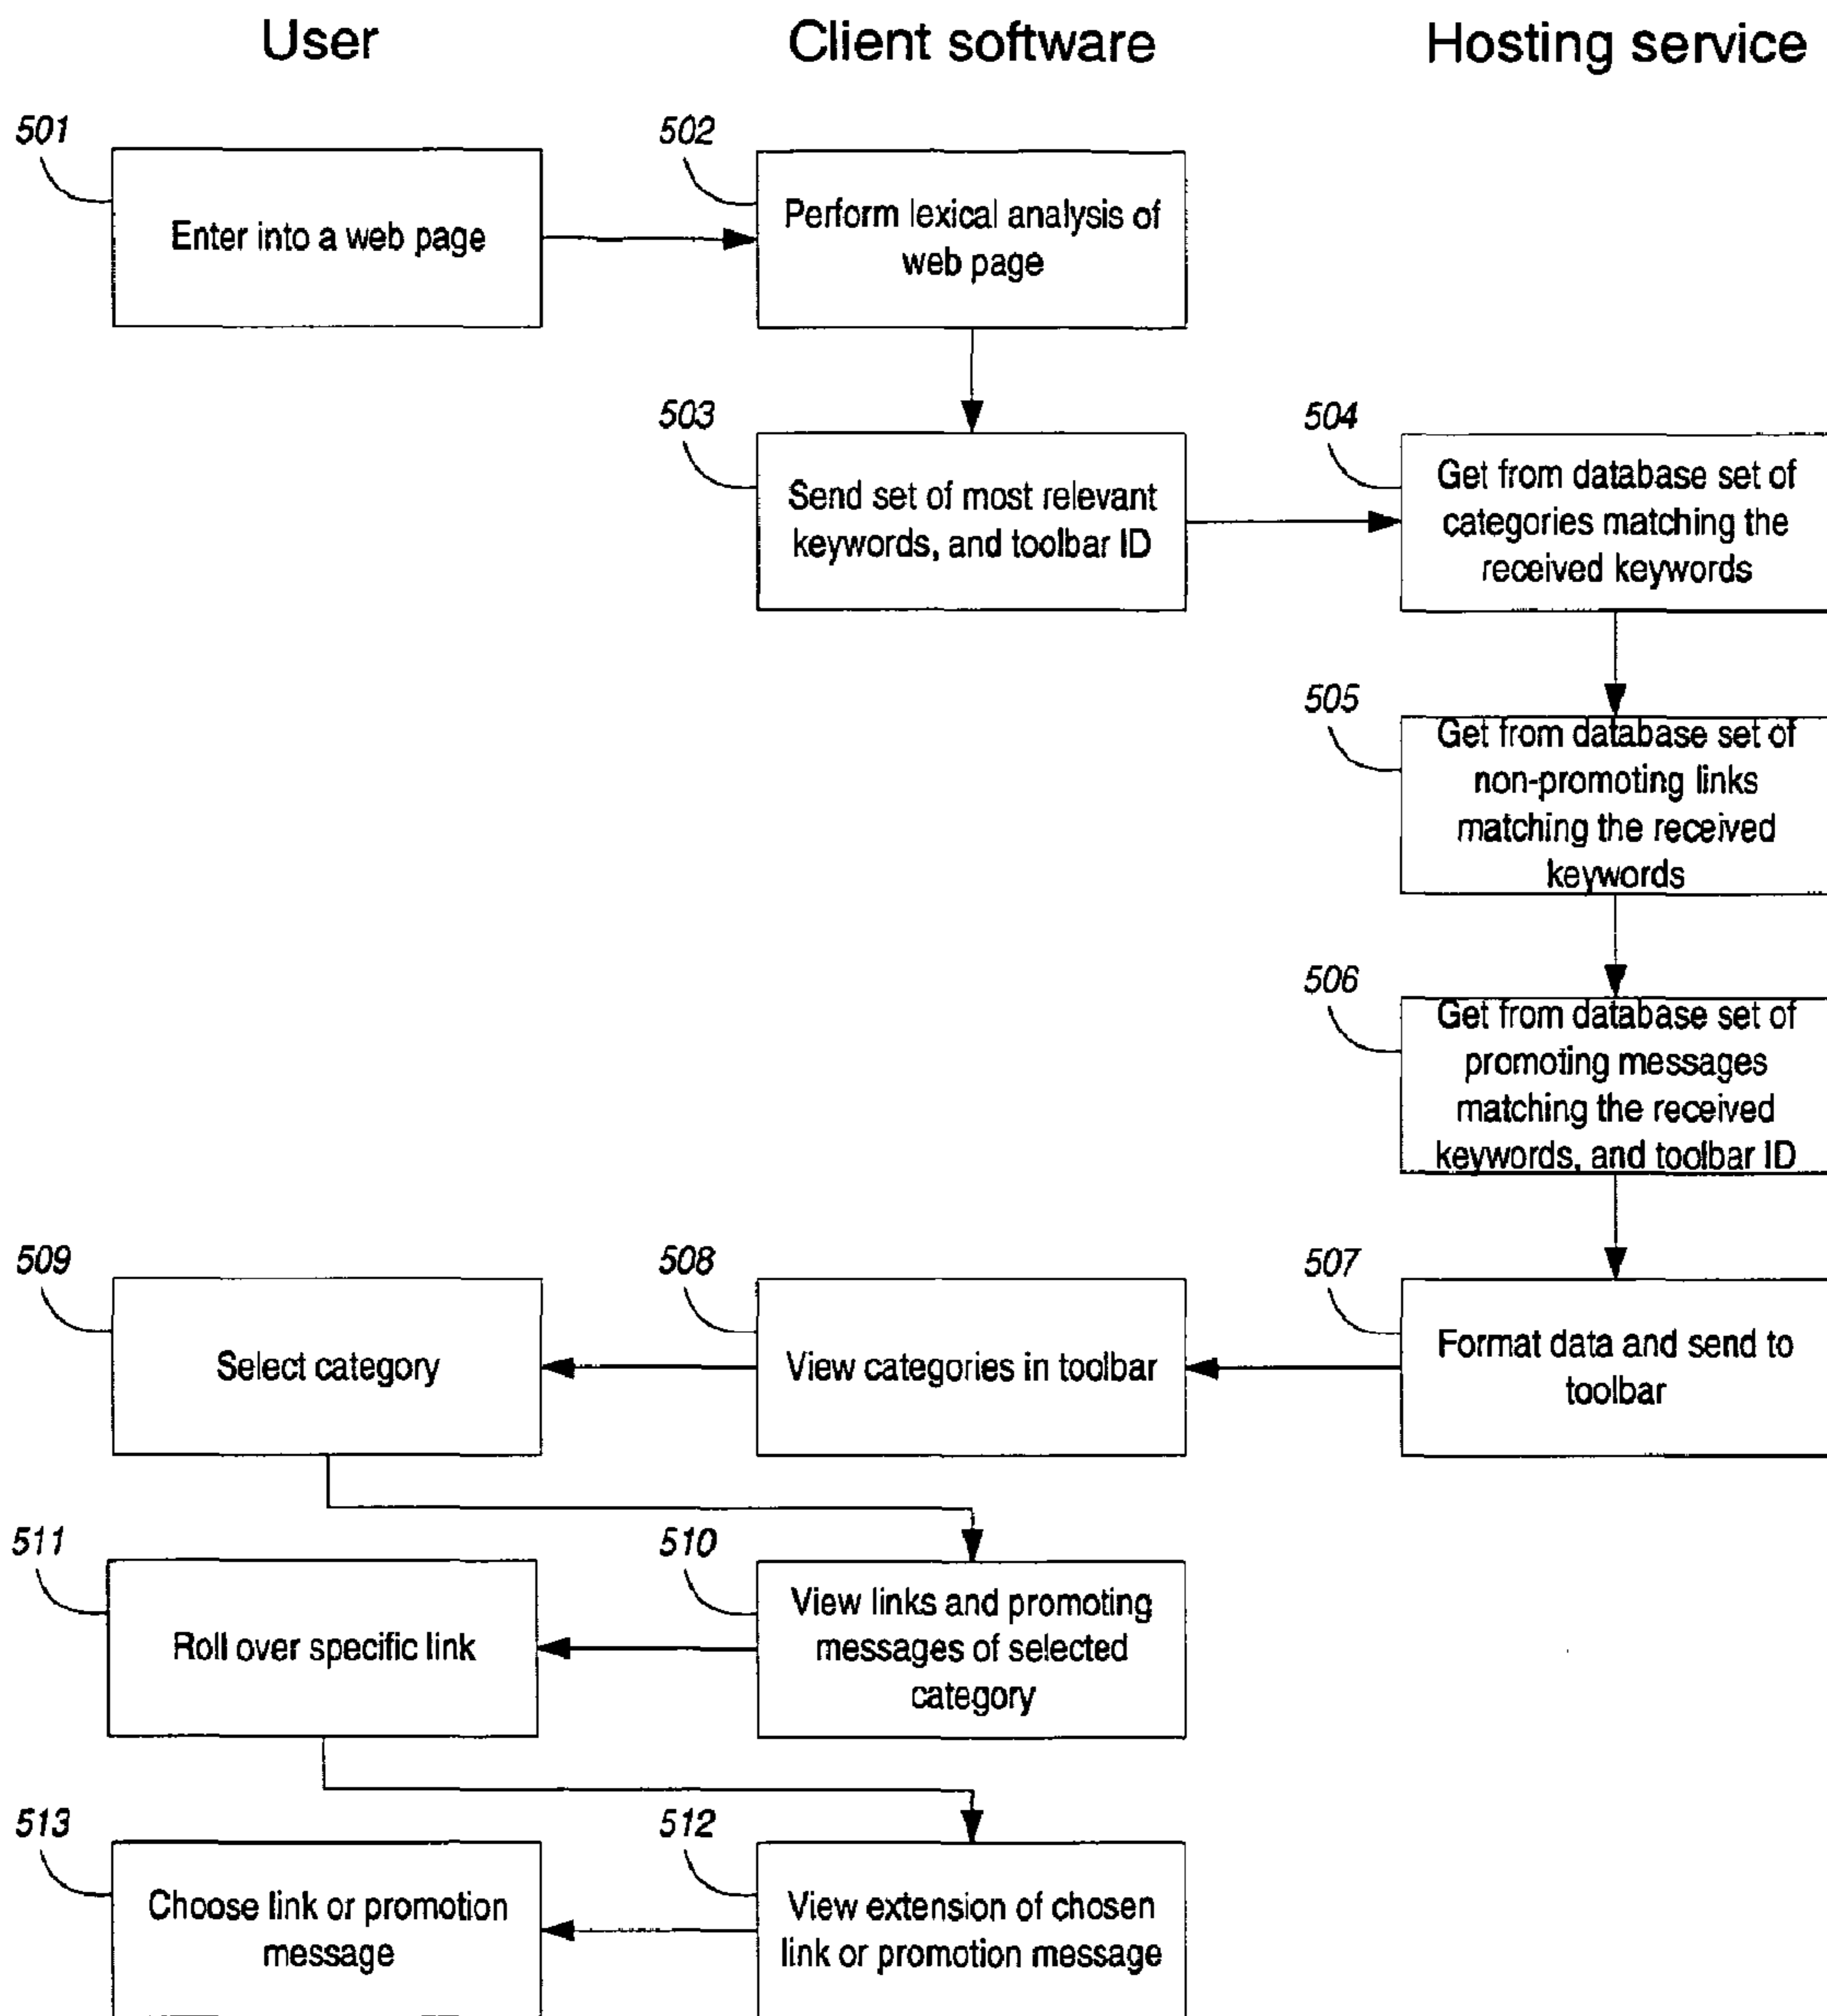 User
Client software
Hosting service
501
Enter into a web page
502
Perform lexical analysis of
web page
503
Send set of most relevant
keywords, and toolbar ID
504
Get from database set of
categories matching the
received keywords
505
Get from database set of
non-promoting links
matching the received
keywords
506
Get from database set of
promoting messages
matching the received
keywords, and toolbar ID
507
Format data and send to
toolbar
508
View categories in toolbar
509
Select category
510
View links and promoting
messages of selected
category
511
Roll over specific link
512
View extension of chosen
link or promotion message
513
Choose link or promotion
message